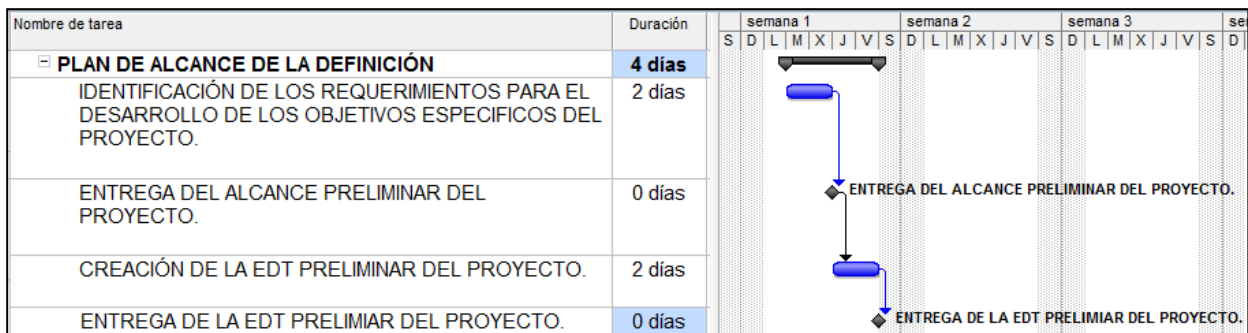 Nombre de tarea Duración semana 1 semana 2 semana 3 se
S D L M X J V S D L M X J V S D L M X J V S D
PLAN DE ALCANCE DE LA DEFINICIÓN 4 días
IDENTIFICACIÓN DE LOS REQUERIMIENTOS PARA EL 2 días
DESARROLLO DE LOS OBJETIVOS ESPECIFICOS DEL
PROYECTO.
ENTREGA DEL ALCANCE PRELIMINAR DEL 0 días ENTREGA DEL ALCANCE PRELIMINAR DEL PROYECTO.
PROYECTO.
CREACIÓN DE LA EDT PRELIMINAR DEL PROYECTO. 2 días
ENTREGA DE LA EDT PRELIMIAR DEL PROYECTO. 0 días ENTREGA DE LA EDT PRELIMIAR DEL PROYECTO.